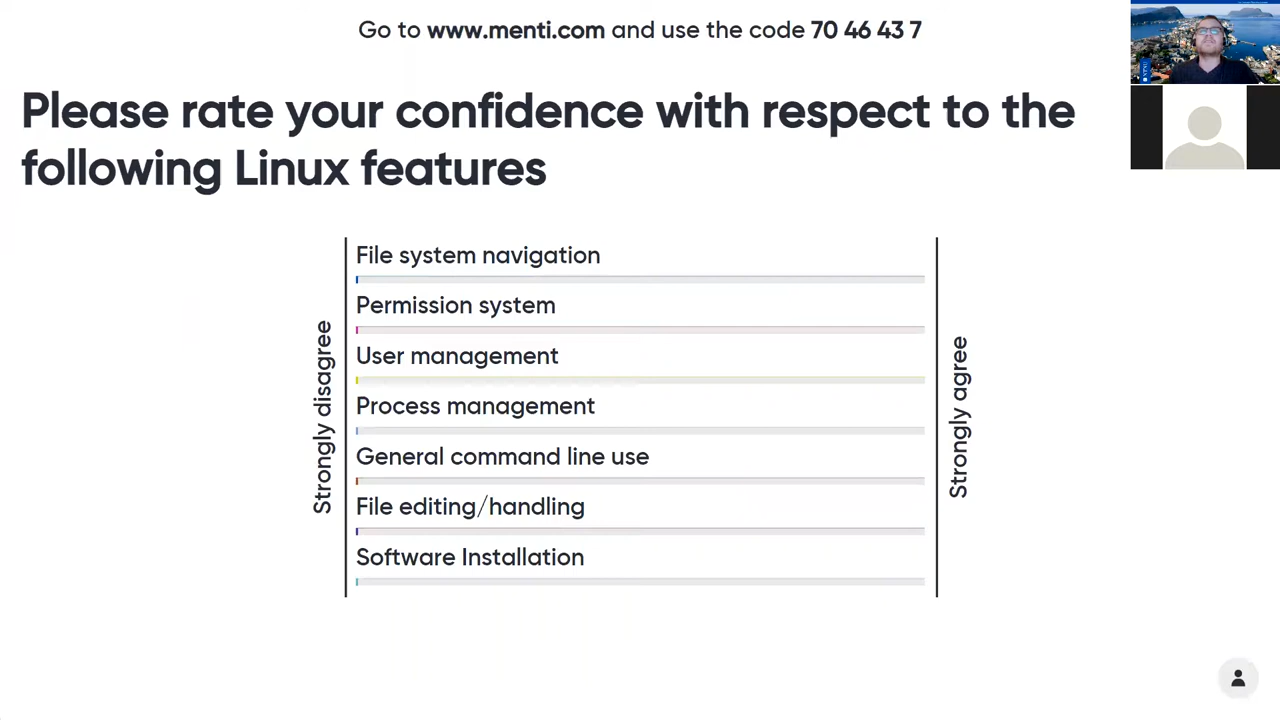 Go to www.menti.com and use the code 70 46 43 7
Please rate your confidence with respect to the
following Linux features
File system navigation
Permission system
User management
Process management
General command line use
File editing/handling
Software Installation
Strongly disagree
Strongly agree
NTNU